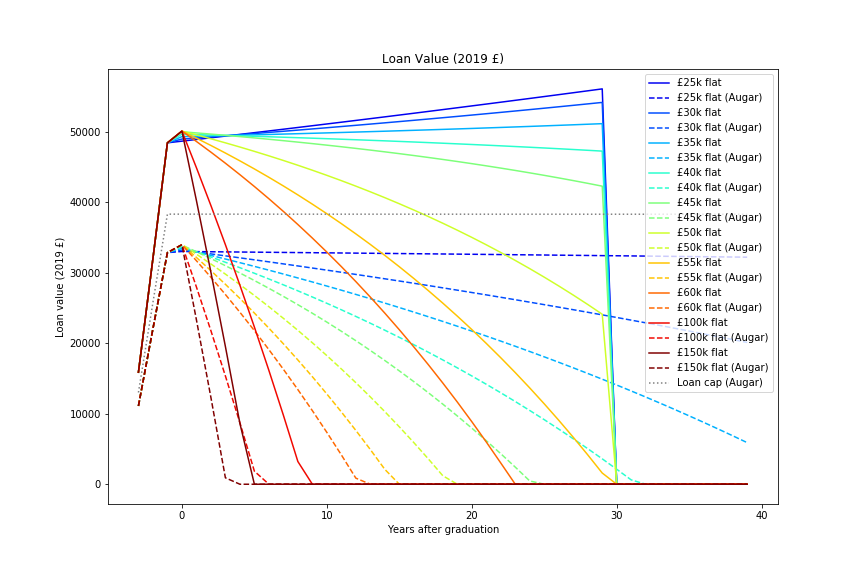 Loan Value (2019 £)
Loan value (2019 £)
50000
40000
30000
20000
10000
0
0
10
20
30
40
Years after graduation
£25k flat
£25k flat (Augar)
£30k flat
£30k flat (Augar)
£35k flat
£35k flat (Augar)
£40k flat
£40k flat (Augar)
£45k flat
£45k flat (Augar)
£50k flat
£50k flat (Augar)
£55k flat
£55k flat (Augar)
£60k flat
£60k flat (Augar)
£100k flat
£100k flat (Augar)
£150k flat
£150k flat (Augar)
Loan cap (Augar)